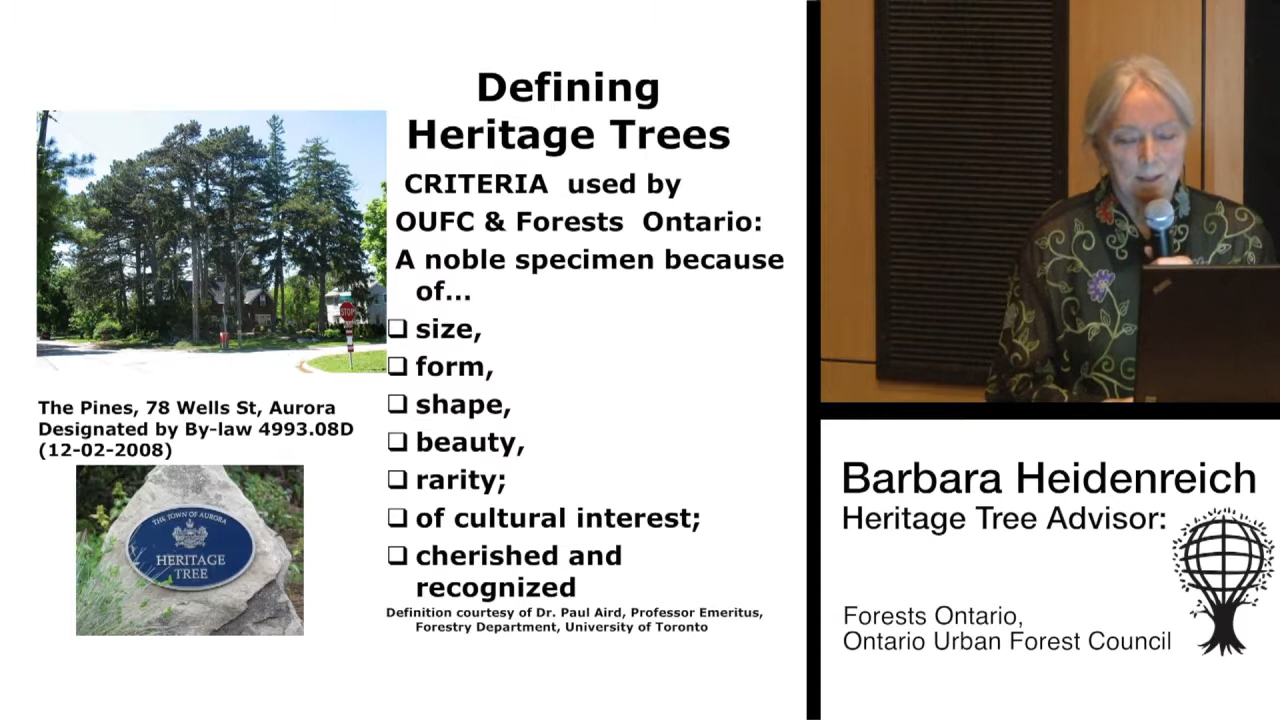 Defining
Heritage Trees
CRITERIA used by
OUFC & Forests Ontario:
A noble specimen because
of...
❑ size,
❑ form,
❑ shape,
❑ beauty,
❑ rarity;
❑ of cultural interest;
❑ cherished and
recognized
Definition courtesy of Dr. Paul Aird, Professor Emeritus,
Forestry Department, University of Toronto
STOP
The Pines, 78 Wells St, Aurora
Designated by By-law 4993.08D
(12-02-2008)
THE TOWN OF AURORA
HERITAGE
TREE
Barbara Heidenreich
Heritage Tree Advisor:
Forests Ontario,
Ontario Urban Forest Council